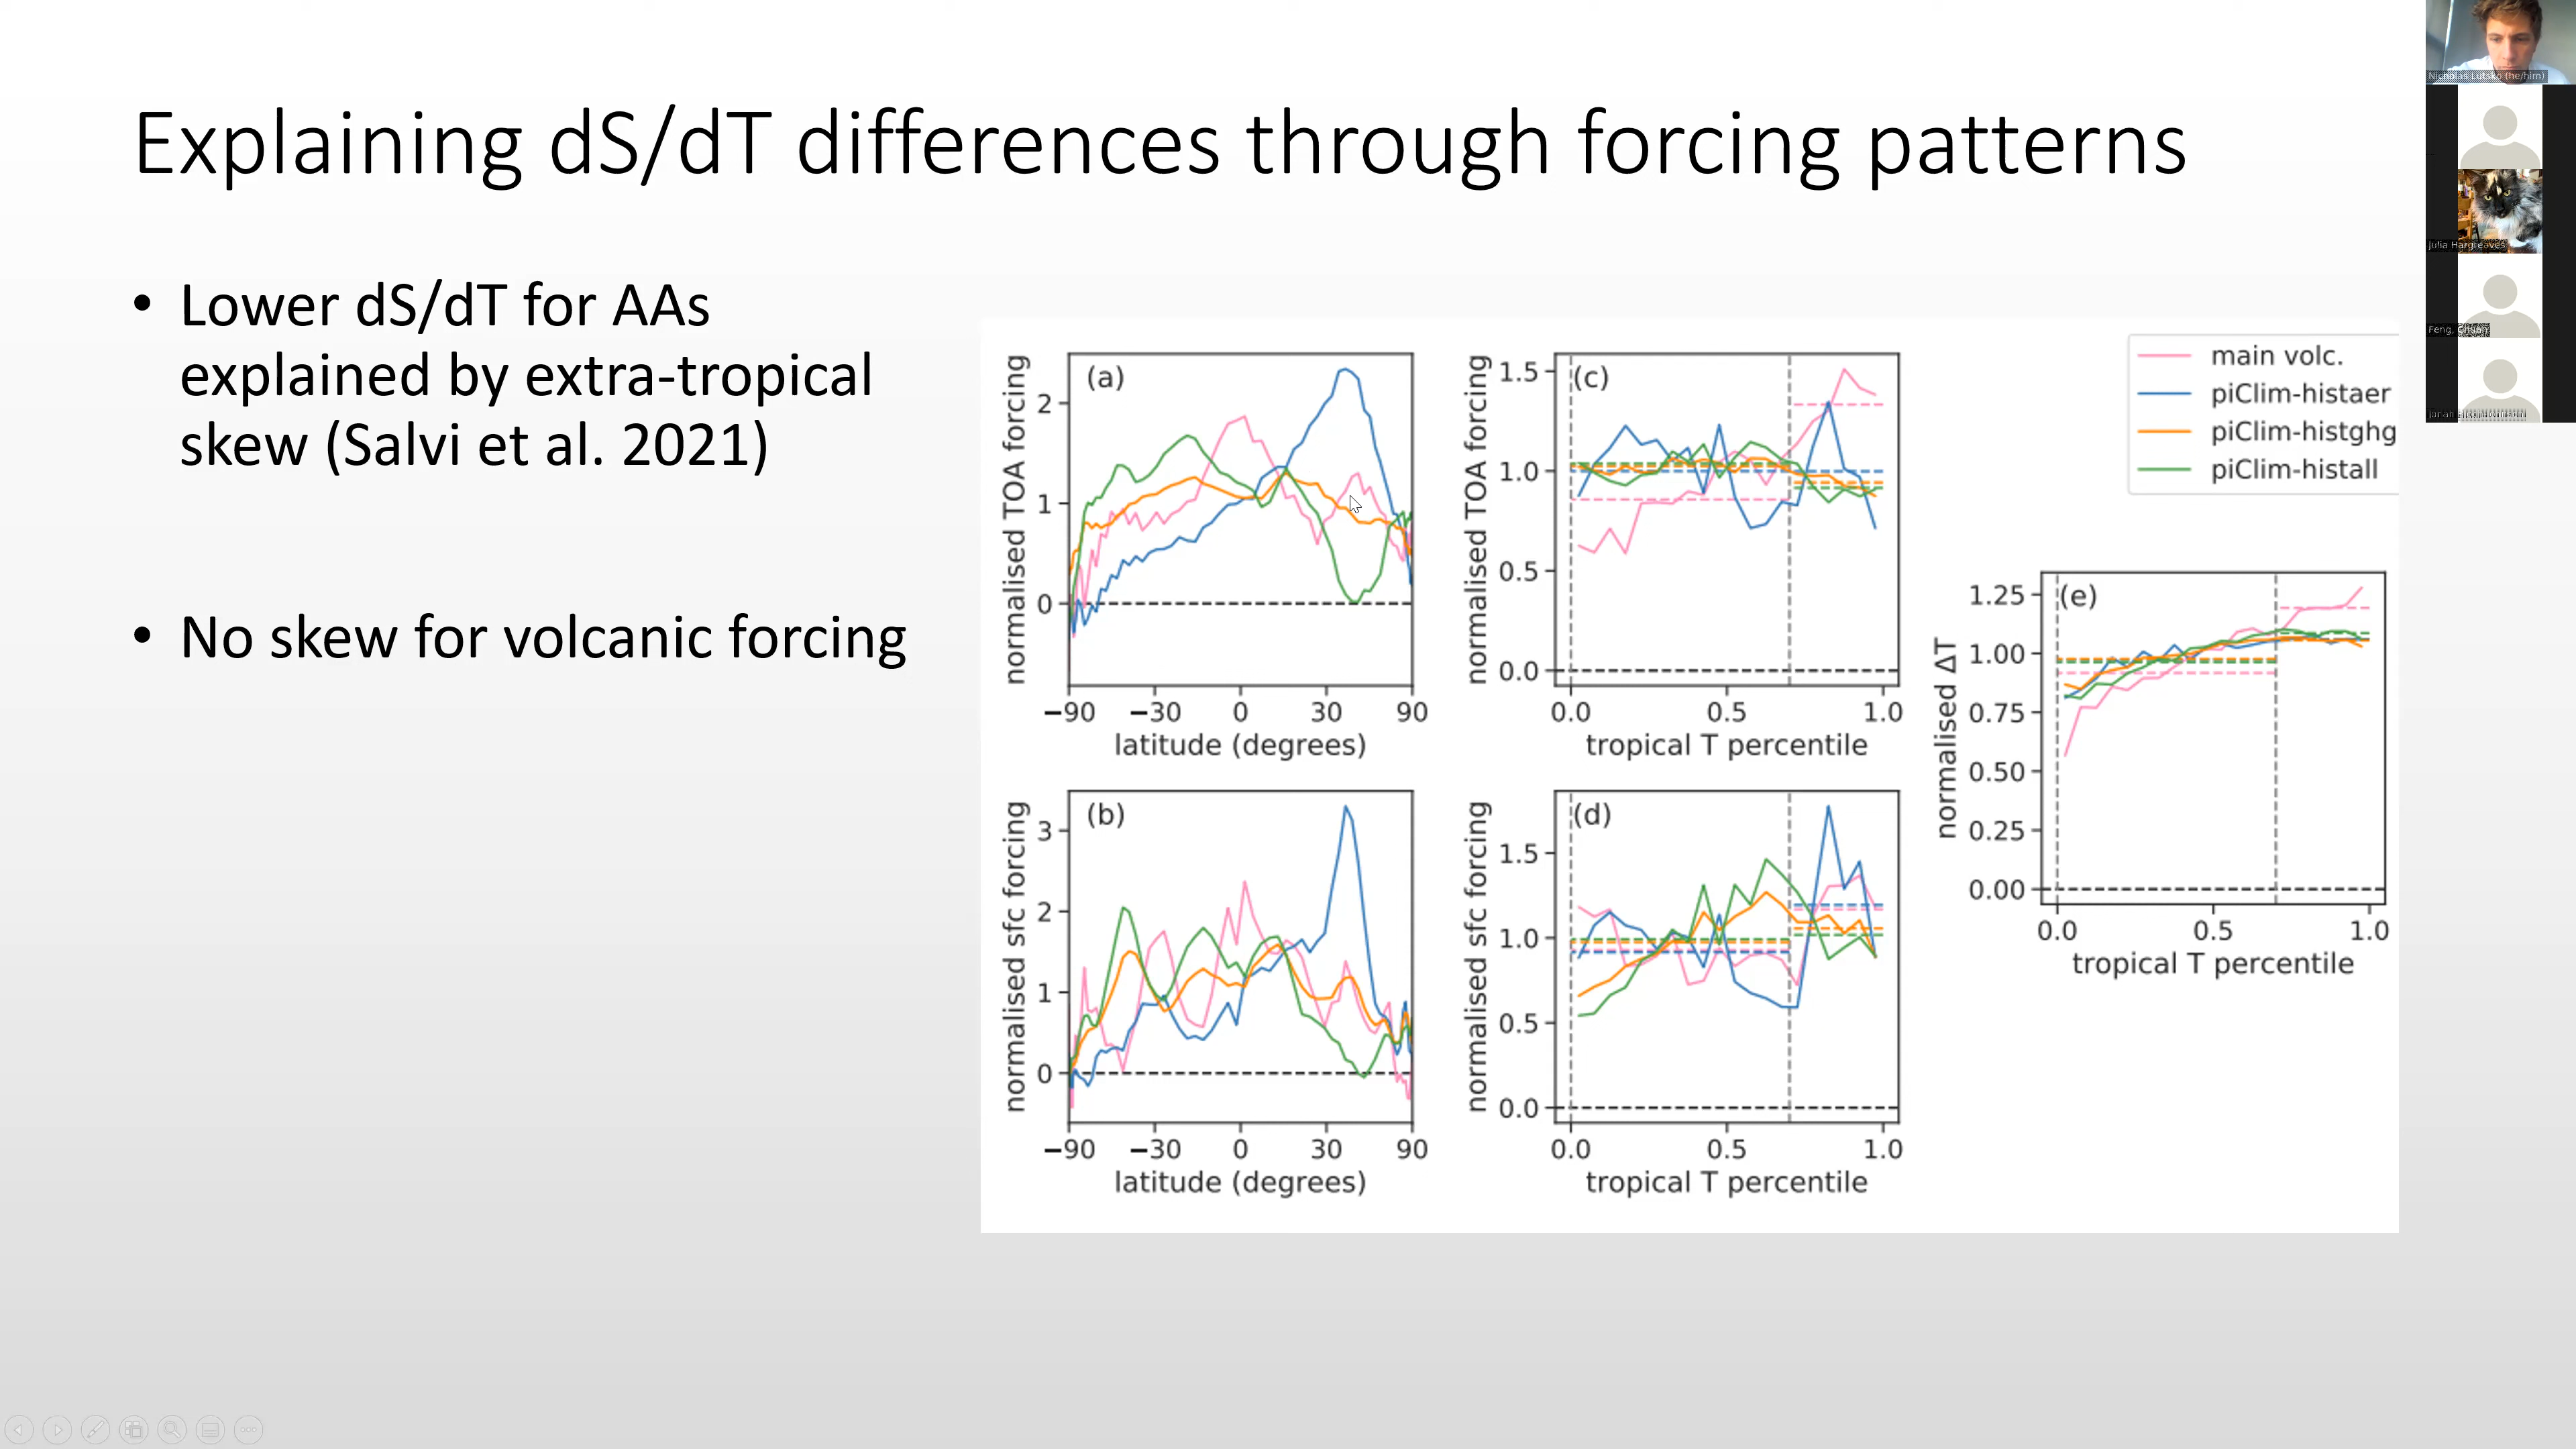 Explaining dS/dT differences through forcing patterns
• Lower dS/dT for AAs
explained by extra-tropical
skew (Salvi et al. 2021)
• No skew for volcanic forcing
(a)
normalised TOA forcing
2
1
0
−90 −30 0 30 90
latitude (degrees)
(b)
normalised sfc forcing
3
2
1
0
−90 −30 0 30 90
latitude (degrees)
(c)
normalised TOA forcing
1.5
1.0
0.5
0.0
0.0 0.5 1.0
tropical T percentile
(d)
normalised sfc forcing
1.5
1.0
0.5
0.0
0.0 0.5 1.0
tropical T percentile
main volc.
piClim-histaer
piClim-histghg
piClim-histall
(e)
normalised ΔT
1.25
1.00
0.75
0.50
0.25
0.00
0.0 0.5 1.0
tropical T percentile
Nicholas Lutsko (he/him)
Julia Hargreaves
Feng,